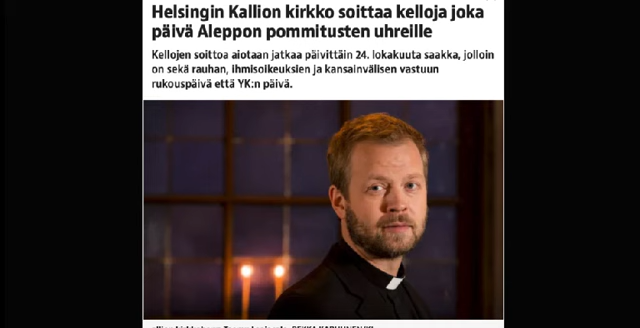 Helsingin Kallion kirkko soittaa kelloja joka
päivä Aleppon pommitusten uhreille
Kellojen soittoa aiotaan jatkaa päivittäin 24. lokakuuta saakka, jolloin
on sekä rauhan, ihmisoikeuksien ja kansainvälisen vastuun
rukouspäivä että YK:n päivä.